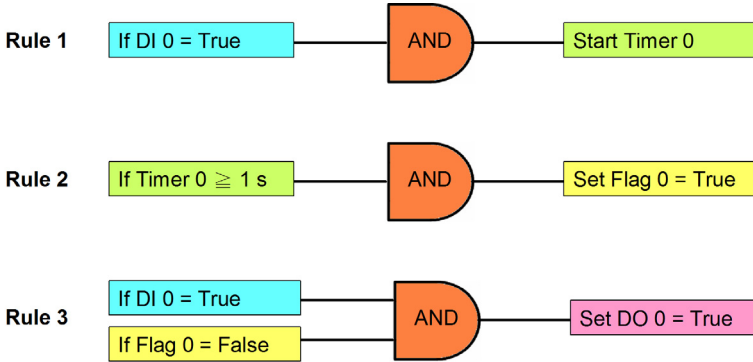 Rule 1
If DI 0 = True
AND
Start Timer 0
Rule 2
If Timer 0 ≧ 1 s
AND
Set Flag 0 = True
Rule 3
If DI 0 = True
If Flag 0 = False
AND
Set DO 0 = True